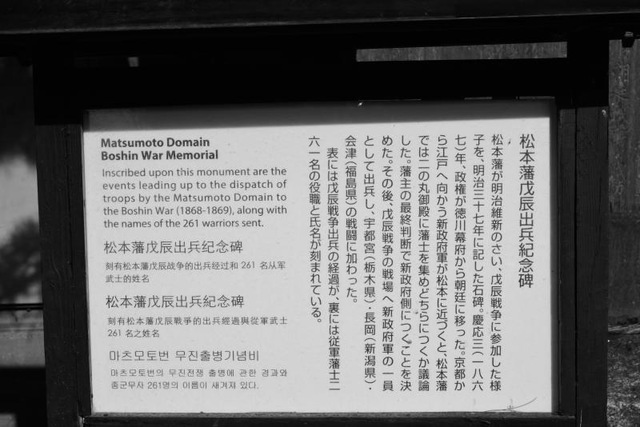 Matsumoto Domain
Boshin War Memorial
Inscribed upon this monument are the
events leading up to the dispatch of
troops by the Matsumoto Domain to
the Boshin War (1868-1869), along with
the names of the 261 warriors sent.
松本藩戊辰出兵纪念碑
刻有松本藩戊辰战争的出兵经过和 261 名从军
武士的姓名
松本藩戊辰出兵紀念碑
刻有松本藩戊辰戰爭的出兵經過與從軍武士
261 名之姓名
마츠모토번 무진출병기념비
마츠모토번의 무진전쟁 출병에 관한 경과와
종군무사 261명의 이름이 새겨져 있다.
松本藩戊辰出兵紀念碑
松本藩が明治維新のさい、戊辰戦争に参加した様
子を、明治三十七年に記した石碑。慶応三（一八六
七）年、政権が徳川幕府から朝廷に移った。京都か
ら江戸へ向かう新政府軍が松本に近づくと、松本藩
では二の丸御殿に藩士を集めどちらにつくか議論
した。藩主の最終判断で新政府側につくことを決
めた。その後、戊辰戦争の戦場へ新政府軍の一員
として出兵し、宇都宮（栃木県）・長岡（新潟県）・
会津（福島県）の戦闘に加わった。
表には戊辰戦争出兵の経過が、裏には従軍藩士二
六一名の役職と氏名が刻まれている。